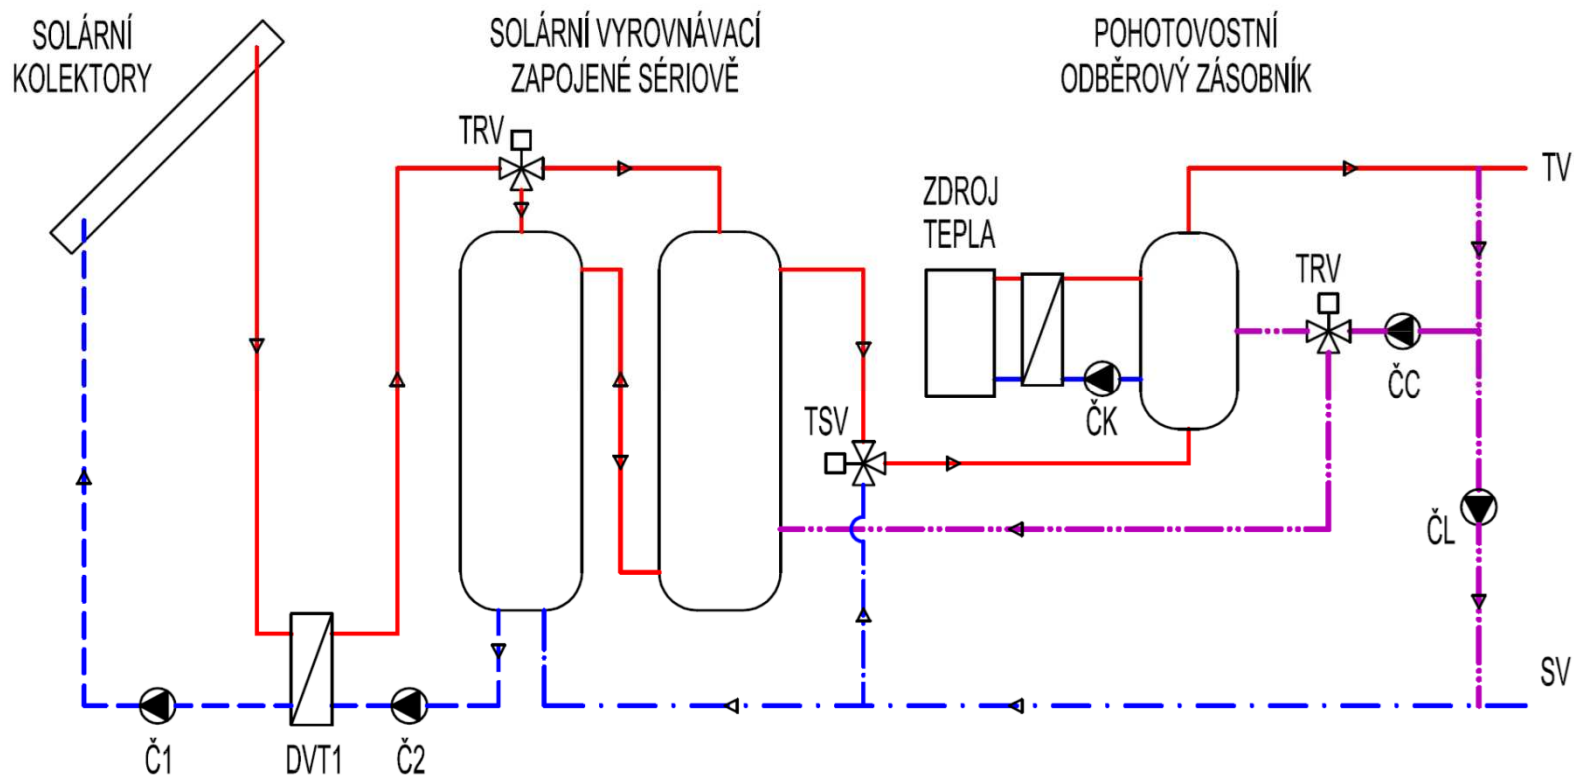 SOLÁRNÍ
KOLEKTORY
SOLÁRNÍ VYROVNÁVACÍ
ZAPOJENÉ SÉRIOVĚ
POHOTOVOSTNÍ
ODBĚROVÝ ZÁSOBNÍK
TRV
TV
ZDROJ
TEPLA
TRV
ČC
ČK
TSV
ČL
SV
Č1
DVT1
Č2